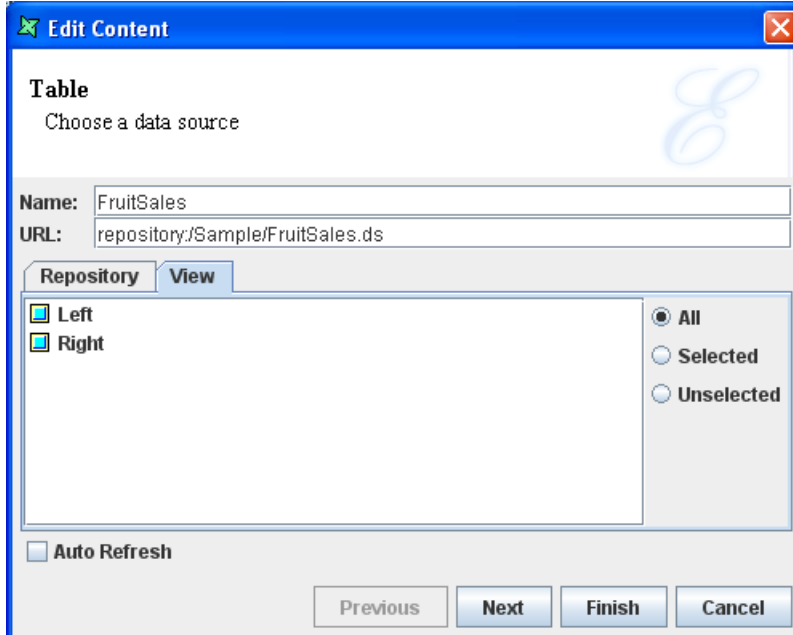 Edit Content
Table
Choose a data source
Name: FruitSales
URL: repository:/Sample/FruitSales.ds
Repository View
Left
Right
All
Selected
Unselected
Auto Refresh
Previous Next Finish Cancel